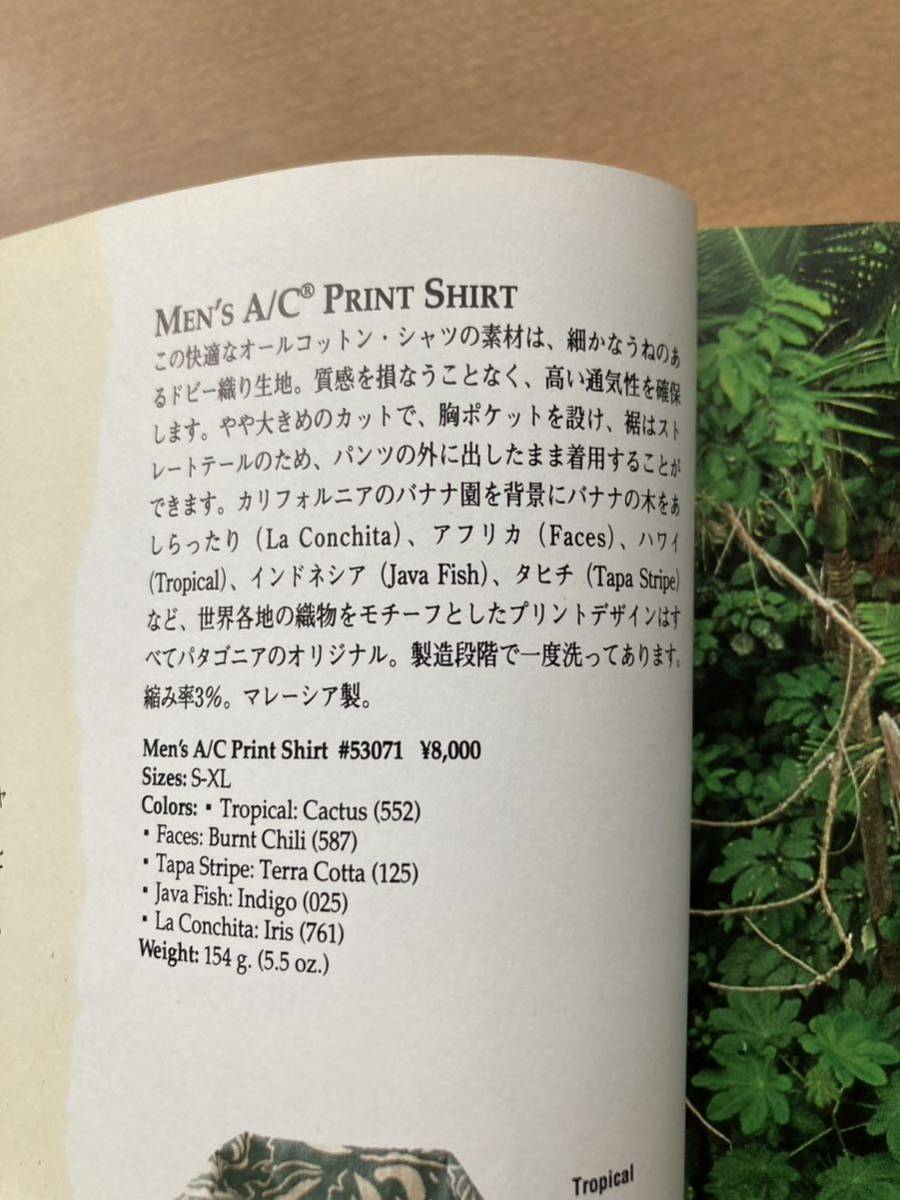 MEN'S A/C® PRINT SHIRT
この快適なオールコットン・シャツの素材は、細かなうねのあ
るドビー織り生地。質感を損なうことなく、高い通気性を確保
します。やや大きめのカットで、胸ポケットを設け、裾はスト
レートテールのため、パンツの外に出したまま着用することが
できます。カリフォルニアのバナナ園を背景にバナナの木をあ
しらったり (La Conchita)、アフリカ (Faces)、ハワイ
(Tropical)、インドネシア (Java Fish)、タヒチ (Tapa Stripe)
など、世界各地の織物をモチーフとしたプリントデザインはす
べてパタゴニアのオリジナル。製造段階で一度洗ってあります。
縮み率3%。マレーシア製。
Men's A/C Print Shirt #53071 ¥8,000
Sizes: S-XL
Colors: ▪ Tropical: Cactus (552)
▪ Faces: Burnt Chili (587)
▪ Tapa Stripe: Terra Cotta (125)
▪ Java Fish: Indigo (025)
▪ La Conchita: Iris (761)
Weight: 154 g. (5.5 oz.)
Tropical